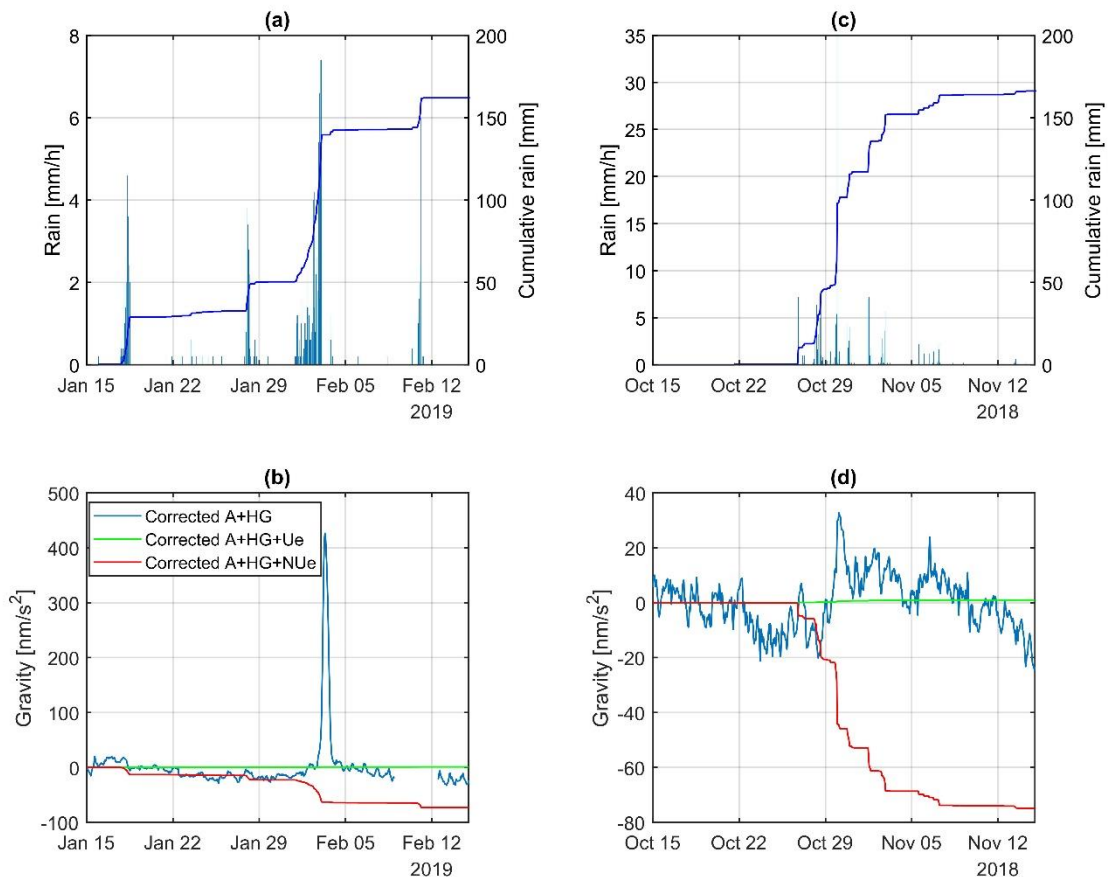 (a)
8
6
4
2
0
Rain [mm/h]
200
150
100
50
0
Cumulative rain [mm]
Jan 15 Jan 22 Jan 29 Feb 05 Feb 12
2019
(c)
35
30
25
20
15
10
5
0
Rain [mm/h]
200
150
100
50
0
Cumulative rain [mm]
Oct 15 Oct 22 Oct 29 Nov 05 Nov 12
2018
(b)
500
400
300
200
100
0
-100
Gravity [nm/s²]
Corrected A+HG
Corrected A+HG+Ue
Corrected A+HG+NUe
Jan 15 Jan 22 Jan 29 Feb 05 Feb 12
2019
(d)
40
20
0
-20
-40
-60
-80
Gravity [nm/s²]
Oct 15 Oct 22 Oct 29 Nov 05 Nov 12
2018